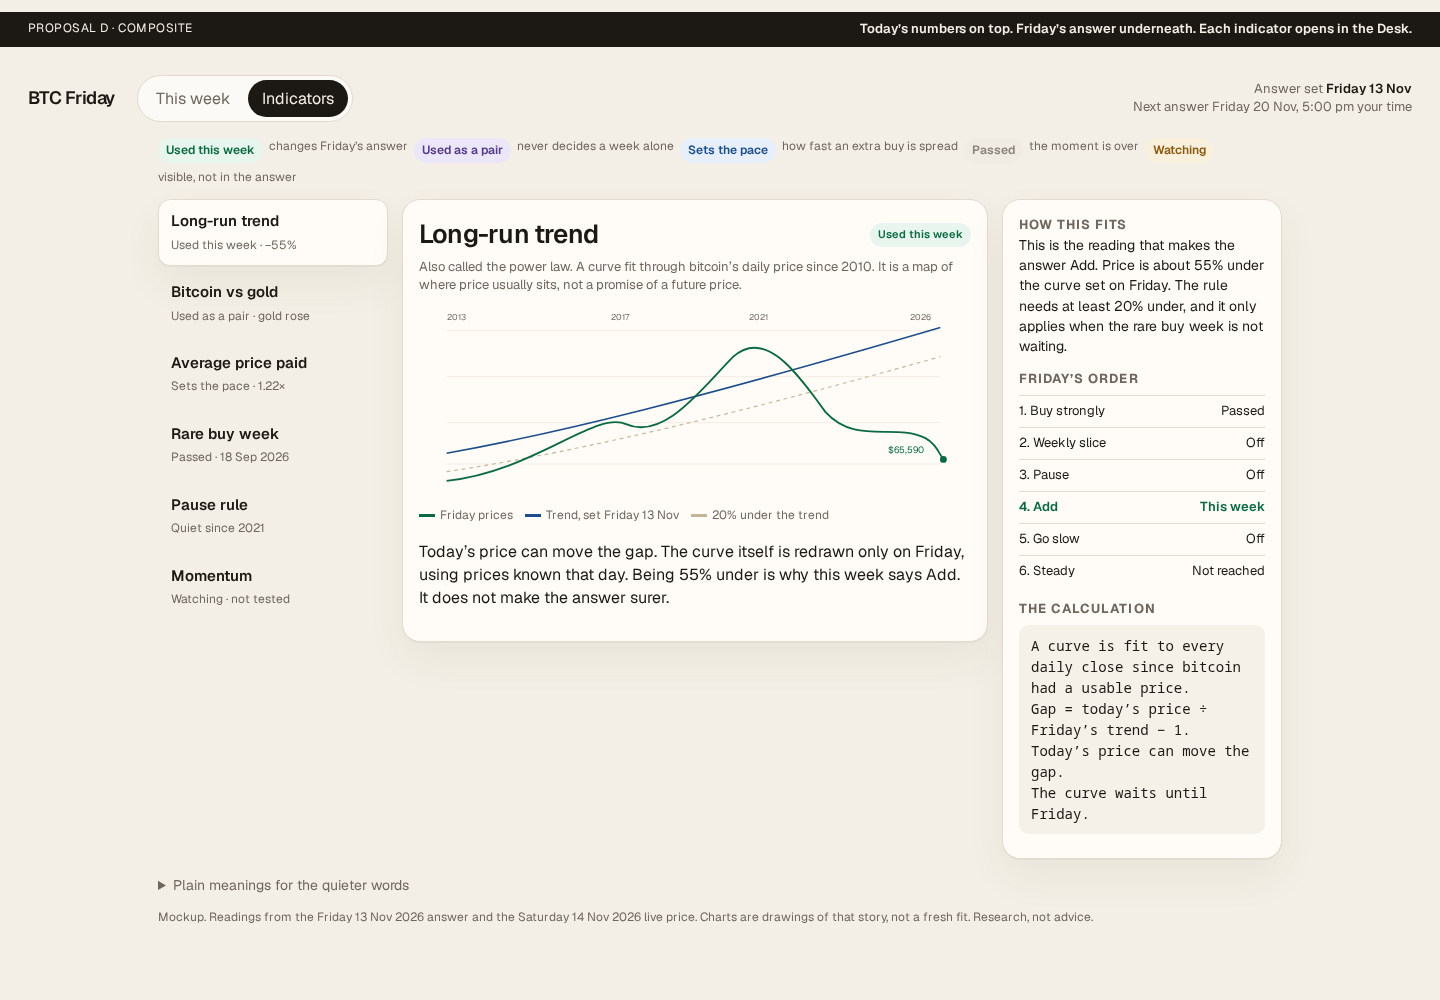 PROPOSAL D · COMPOSITE
Today’s numbers on top. Friday’s answer underneath. Each indicator opens in the Desk.
BTC Friday
This week
Indicators
Answer set Friday 13 Nov
Next answer Friday 20 Nov, 5:00 pm your time
Used this week changes Friday’s answer Used as a pair never decides a week alone Sets the pace how fast an extra buy is spread Passed the moment is over Watching
visible, not in the answer
Long-run trend
Used this week · −55%
Bitcoin vs gold
Used as a pair · gold rose
Average price paid
Sets the pace · 1.22×
Rare buy week
Passed · 18 Sep 2026
Pause rule
Quiet since 2021
Momentum
Watching · not tested
Long-run trend
Used this week
Also called the power law. A curve fit through bitcoin’s daily price since 2010. It is a map of
where price usually sits, not a promise of a future price.
2013 2017 2021 2026
$65,590
Friday prices Trend, set Friday 13 Nov 20% under the trend
Today’s price can move the gap. The curve itself is redrawn only on Friday,
using prices known that day. Being 55% under is why this week says Add.
It does not make the answer surer.
HOW THIS FITS
This is the reading that makes the
answer Add. Price is about 55% under
the curve set on Friday. The rule
needs at least 20% under, and it only
applies when the rare buy week is not
waiting.
FRIDAY’S ORDER
1. Buy strongly Passed
2. Weekly slice Off
3. Pause Off
4. Add This week
5. Go slow Off
6. Steady Not reached
THE CALCULATION
A curve is fit to every
daily close since bitcoin
had a usable price.
Gap = today’s price ÷
Friday’s trend − 1.
Today’s price can move the
gap.
The curve waits until
Friday.
Plain meanings for the quieter words
Mockup. Readings from the Friday 13 Nov 2026 answer and the Saturday 14 Nov 2026 live price. Charts are drawings of that story, not a fresh fit. Research, not advice.